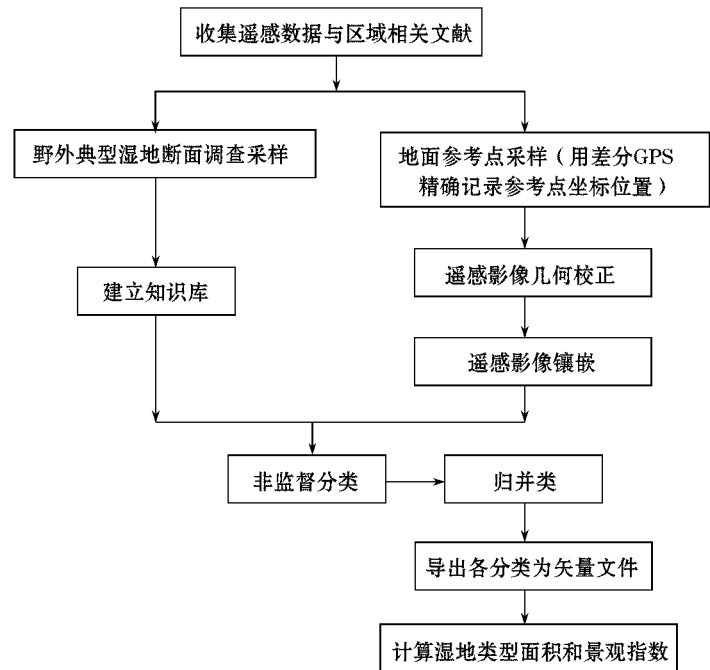 收集遥感数据与区域相关文献
野外典型湿地断面调查采样
地面参考点采样（用差分GPS
精确记录参考点坐标位置）
建立知识库
遥感影像几何校正
遥感影像镶嵌
非监督分类
归并类
导出各分类为矢量文件
计算湿地类型面积和景观指数